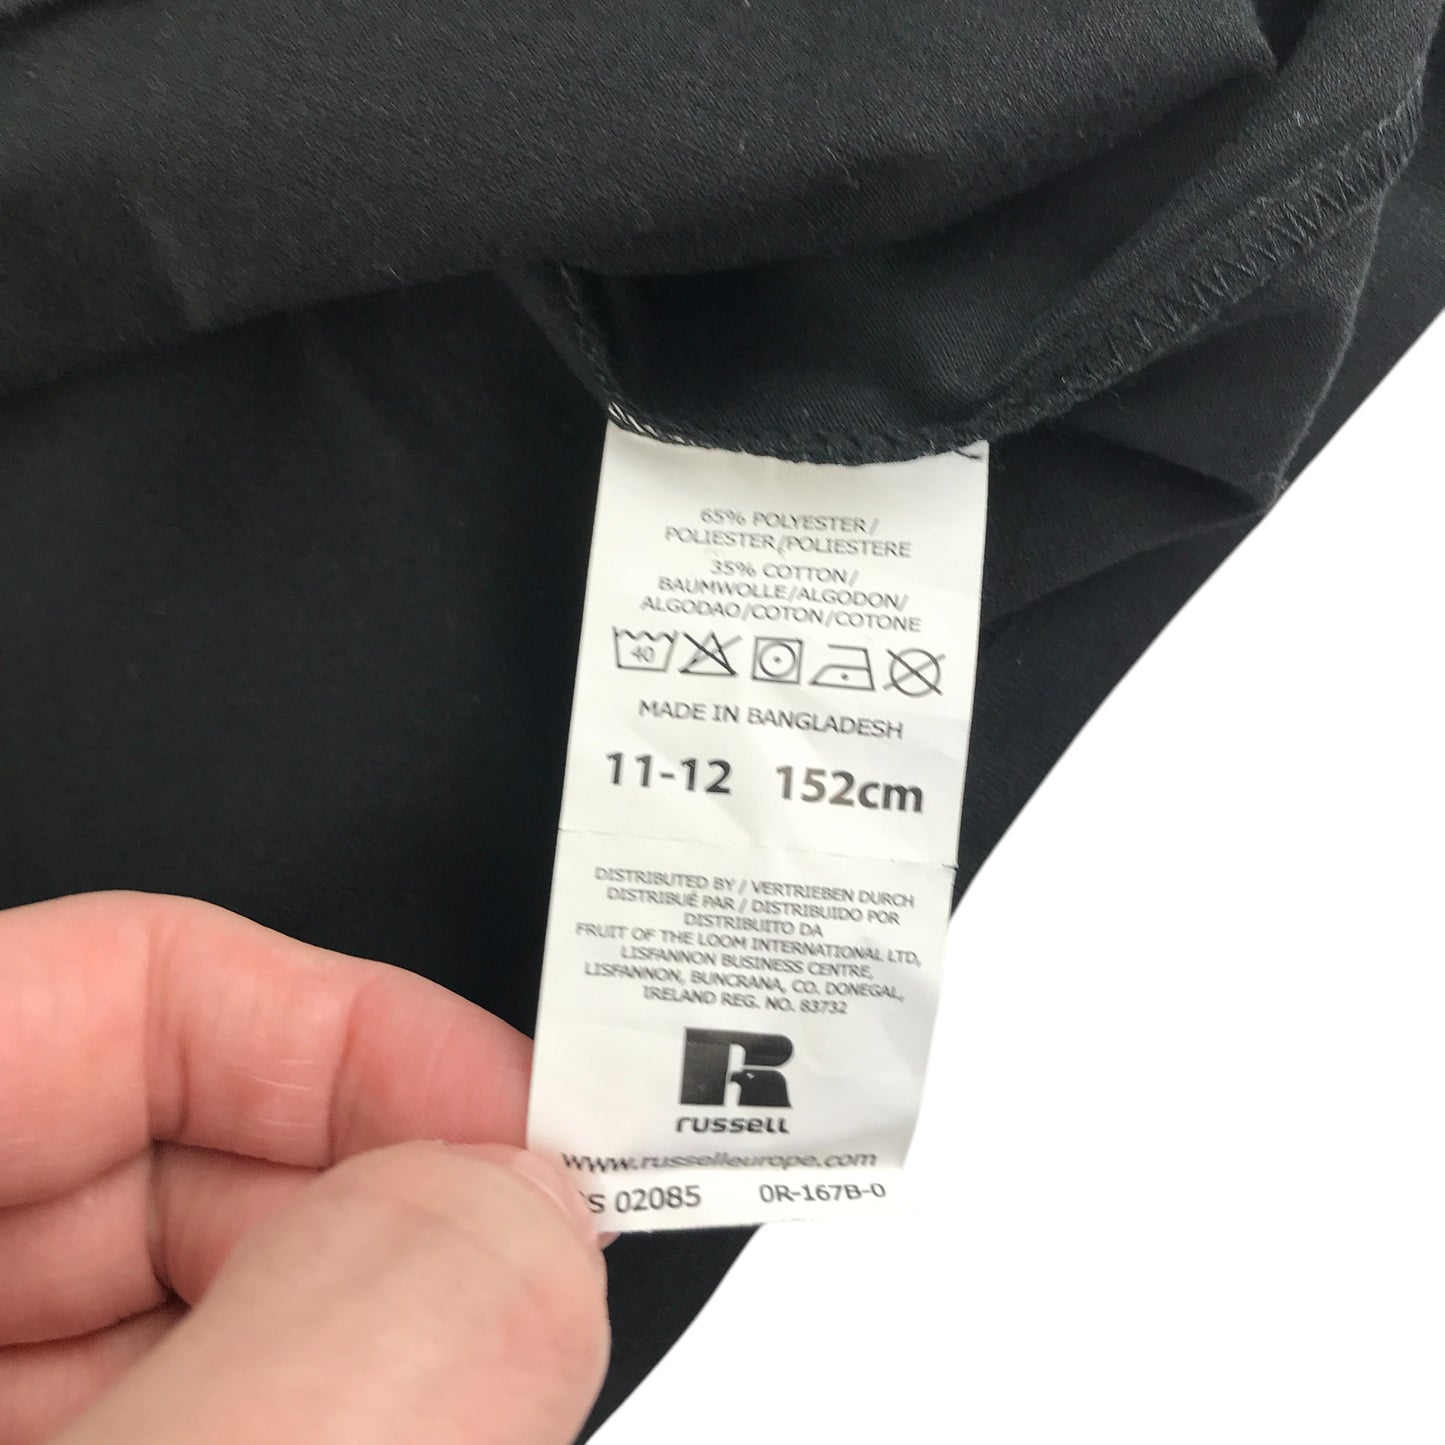 65% POLYESTER/
POLIESTER/POLIESTERE
35% COTTON/
BAUMWOLLE/ALGODON/
ALGODAO/COTON/COTONE
40
MADE IN BANGLADESH
11-12 152cm
DISTRIBUTED BY / VERTRIEBEN DURCH
DISTRIBUÉ PAR / DISTRIBUIDO POR
DISTRIBUITO DA
FRUIT OF THE LOOM INTERNATIONAL LTD,
LISFANNON BUSINESS CENTRE,
LISFANNON, BUNCRANA, CO. DONEGAL,
IRELAND REG. NO. 83732
R
russell
www.russelleurope.com
02085 0R-167B-0